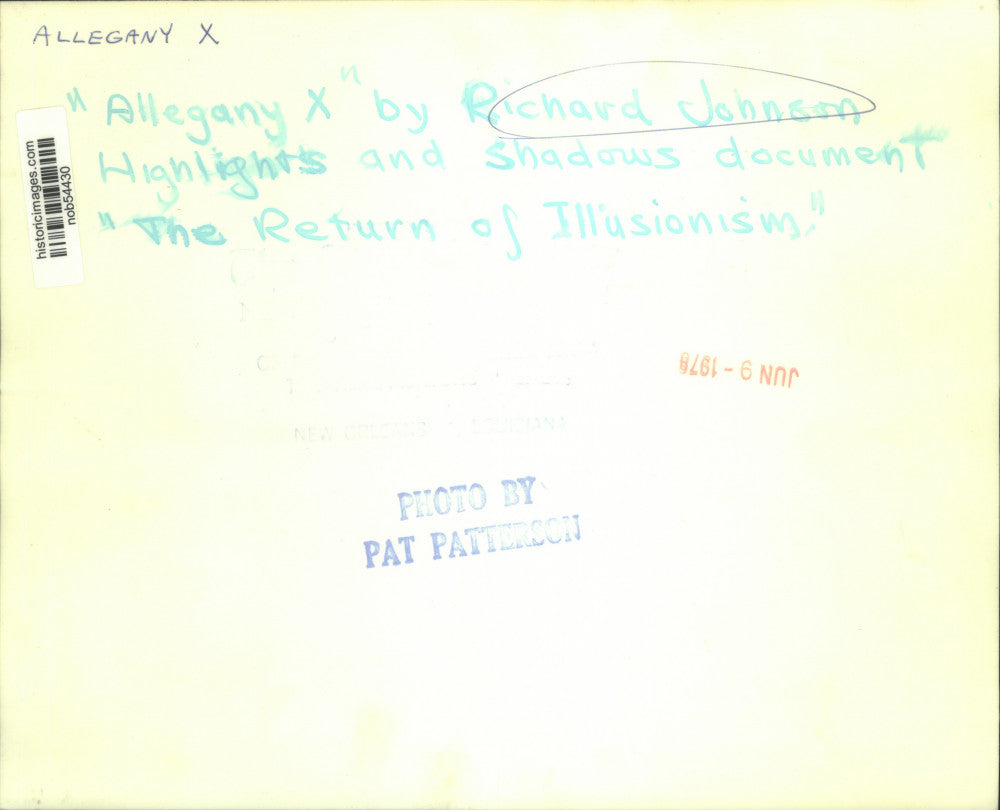 ALLEGANY X
"Allegany X" by Richard Johnson
Highlights and shadows document
"The Return of Illusionism."
historicimages.com
nob54430
JUN 9 - 1978
NEW ORLEANS, LOUISIANA
PHOTO BY
PAT PATTERSON